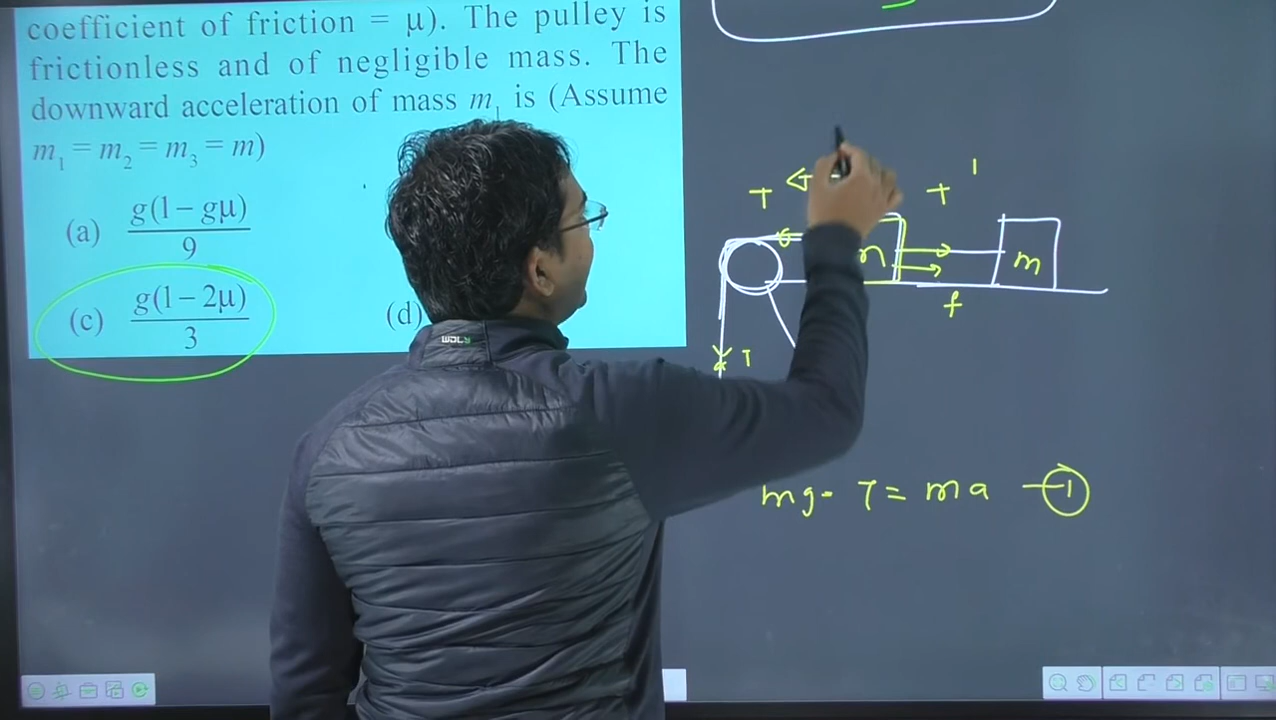 coefficient of friction = μ). The pulley is
frictionless and of negligible mass. The
downward acceleration of mass m₁ is (Assume
m₁ = m₂ = m₃ = m)
(a) g(1 – gμ) / 9
(c) g(1 – 2μ) / 3
(d)
WDLR
T
T
m
f
T
mg - T = ma
1